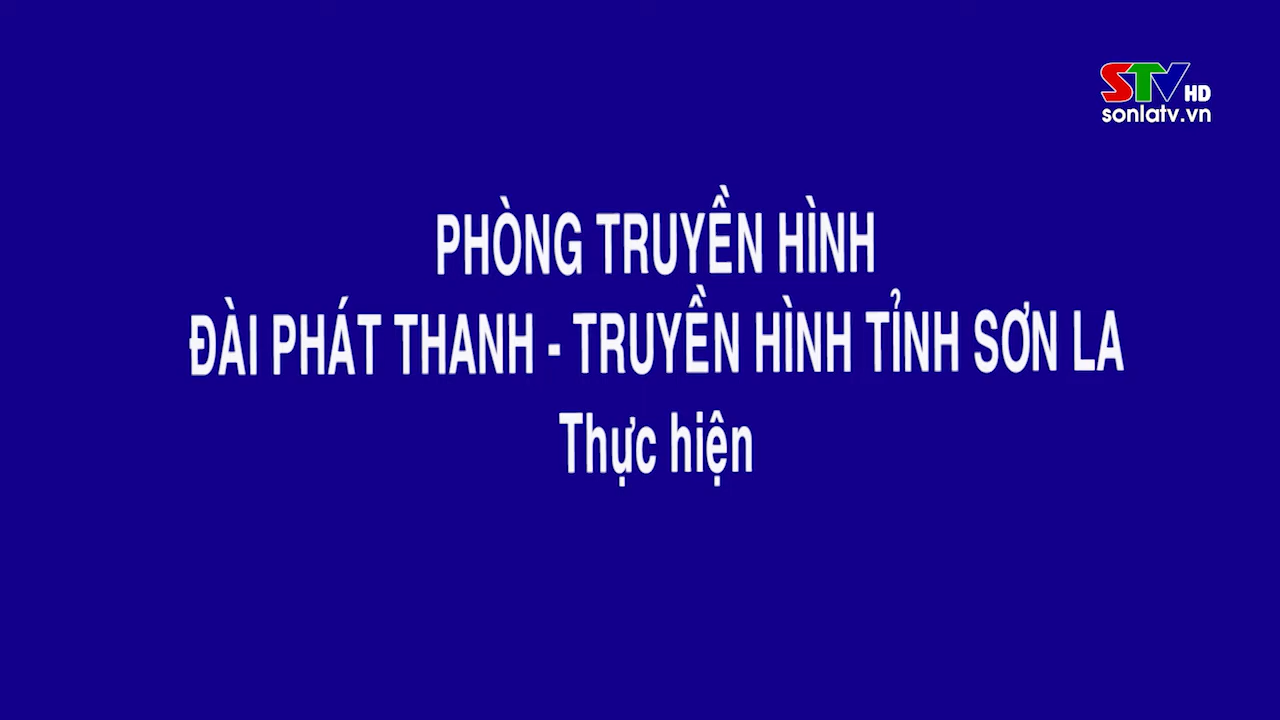 STV HD
sonlatv.vn
PHÒNG TRUYỀN HÌNH
ĐÀI PHÁT THANH - TRUYỀN HÌNH TỈNH SƠN LA
Thực hiện